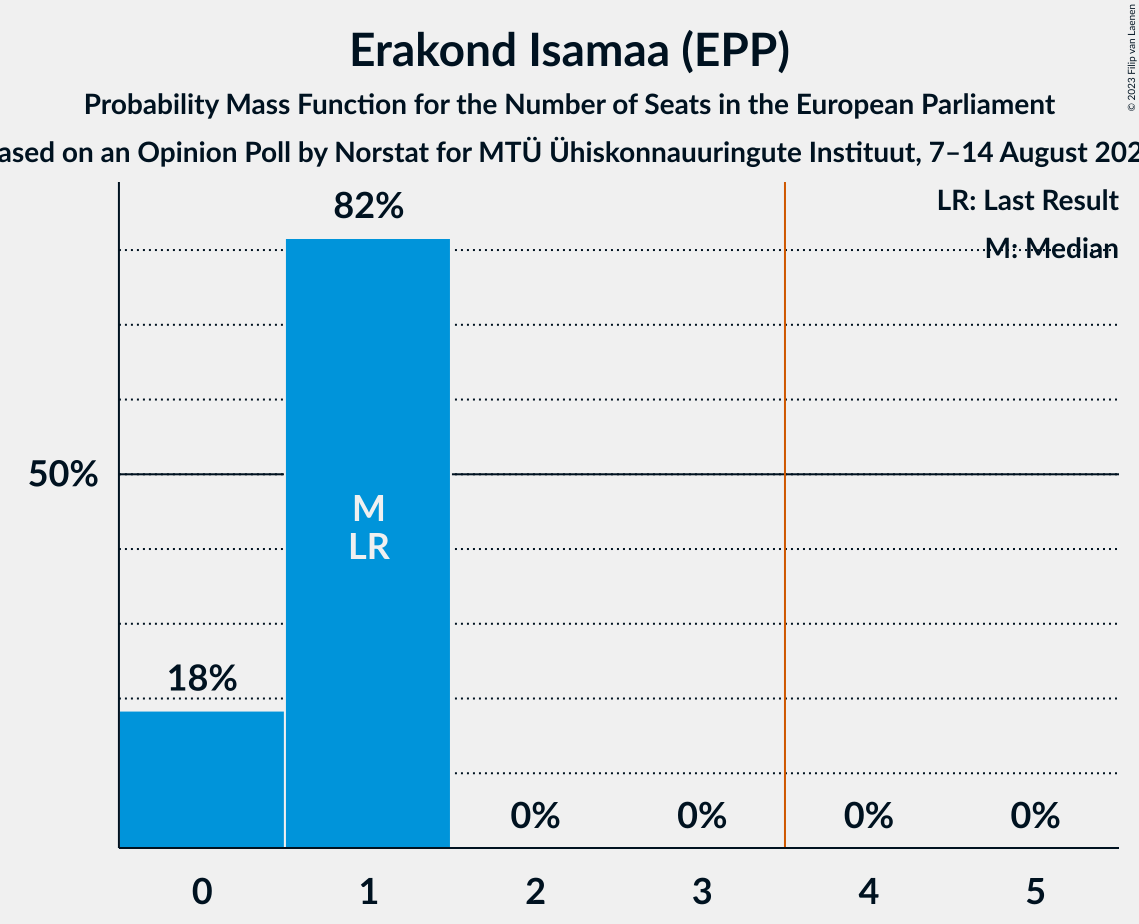 Erakond Isamaa (EPP)
Probability Mass Function for the Number of Seats in the European Parliament
ased on an Opinion Poll by Norstat for MTÜ Ühiskonnauuringute Instituut, 7–14 August 202
© 2023 Filip van Laenen
LR: Last Result
M: Median
82%
50%
M
LR
18%
0% 0% 0% 0%
0 1 2 3 4 5